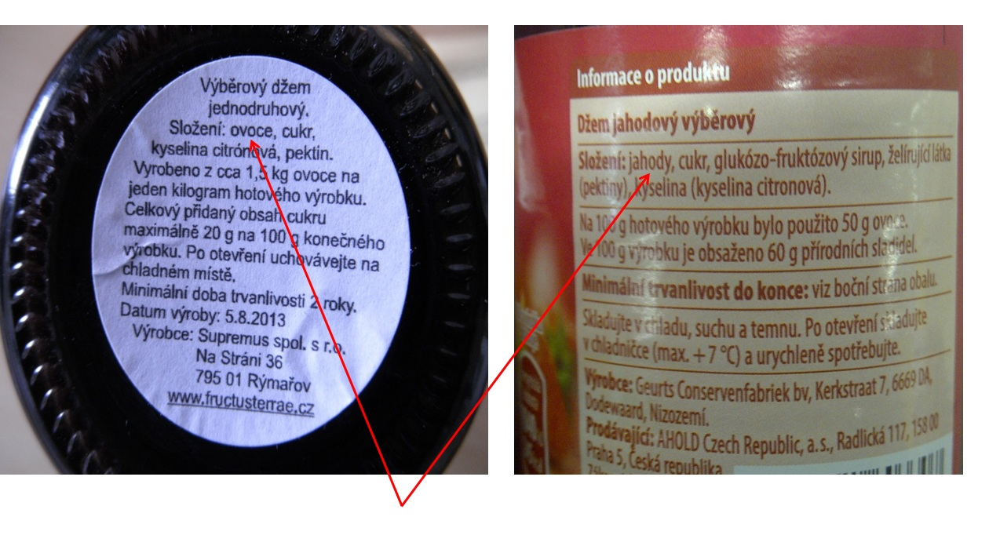 Výběrový džem
jednodruhový.
Složení: ovoce, cukr,
kyselina citrónová, pektin.
Vyrobeno z cca 1,5 kg ovoce na
jeden kilogram hotového výrobku.
Celkový přidaný obsah cukru
maximálně 20 g na 100 g konečného
výrobku. Po otevření uchovávejte na
chladném místě.
Minimální doba trvanlivosti 2 roky.
Datum výroby: 5.8.2013
Výrobce: Supremus spol. s r.o.
Na Stráni 36
795 01 Rýmařov
www.fructusterrae.cz
Informace o produktu
Džem jahodový výběrový
Složení: jahody, cukr, glukózo-fruktózový sirup, želírující látka
(pektiny), kyselina (kyselina citronová).
Na 100 g hotového výrobku bylo použito 50 g ovoce.
Ve 100 g výrobku je obsaženo 60 g přírodních sladidel.
Minimální trvanlivost do konce: viz boční strana obalu.
Skladujte v chladu, suchu a temnu. Po otevření skladujte
v chladničce (max. +7 °C) a urychleně spotřebujte.
Výrobce: Geurts Conservenfabriek bv, Kerkstraat 7, 6669 DA,
Dodewaard, Nizozemí.
Prodávající: AHOLD Czech Republic, a.s., Radlická 117, 158 00
Praha 5, Česká republika